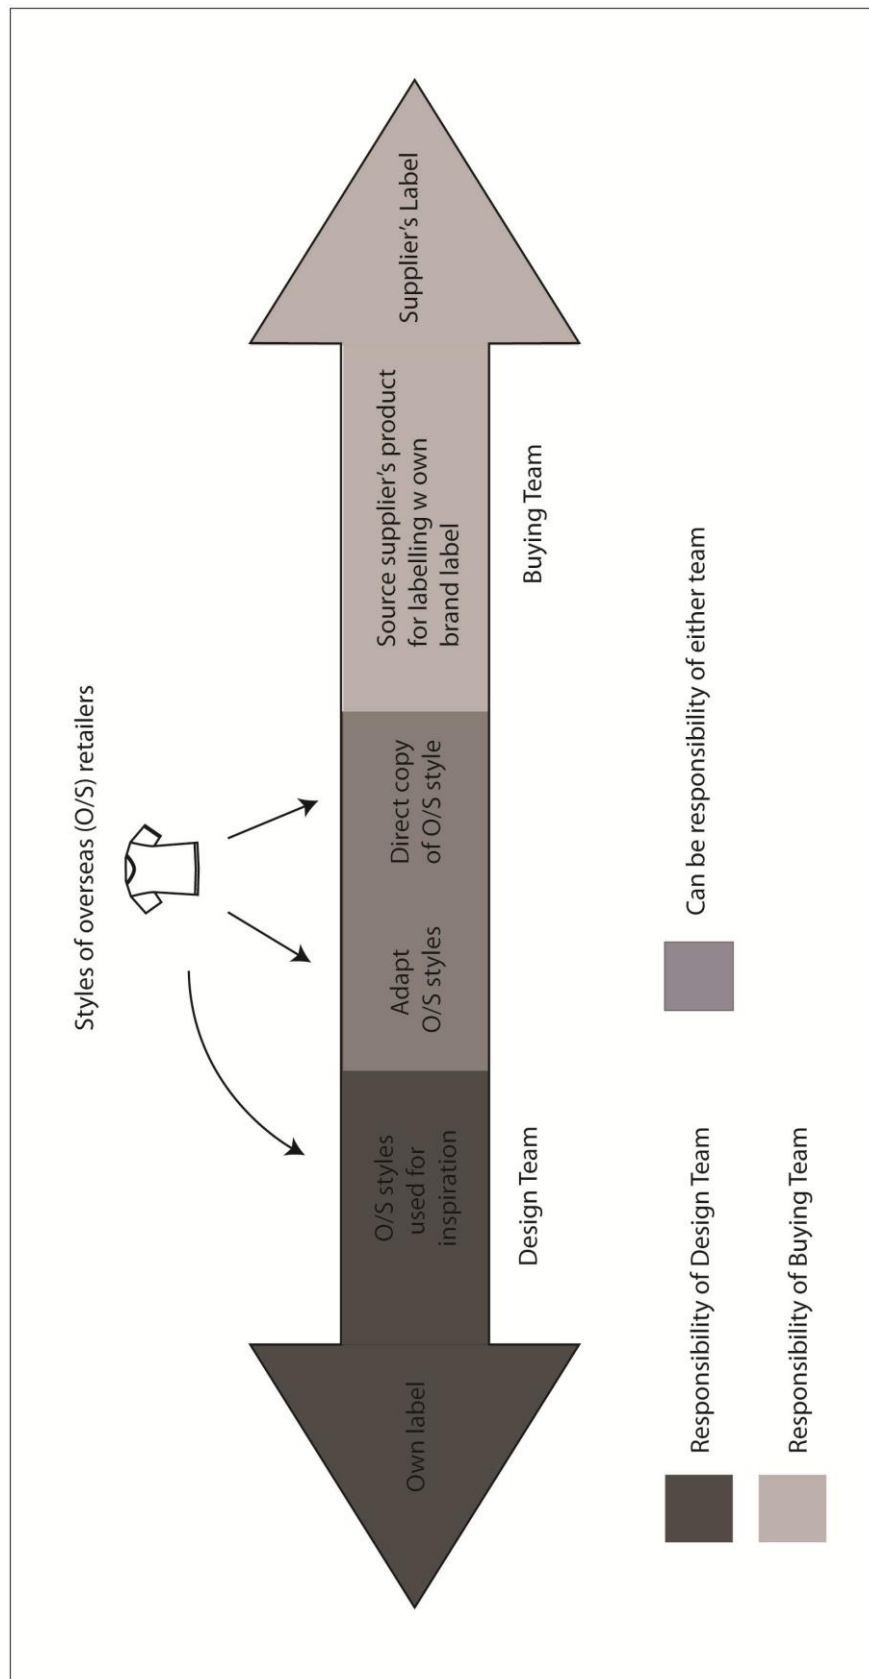 Styles of overseas (O/S) retailers
Own label
O/S styles
used for
inspiration
Adapt
O/S styles
Direct copy
of O/S style
Source supplier's product
for labelling w own
brand label
Supplier's Label
Design Team
Buying Team
Responsibility of Design Team
Can be responsibility of either team
Responsibility of Buying Team